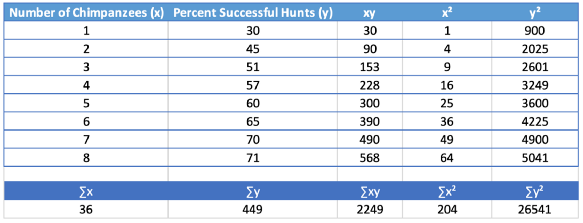 Number of Chimpanzees (x) Percent Successful Hunts (y) xy x² y²
1 30 30 1 900
2 45 90 4 2025
3 51 153 9 2601
4 57 228 16 3249
5 60 300 25 3600
6 65 390 36 4225
7 70 490 49 4900
8 71 568 64 5041
∑x ∑y ∑xy ∑x² ∑y²
36 449 2249 204 26541